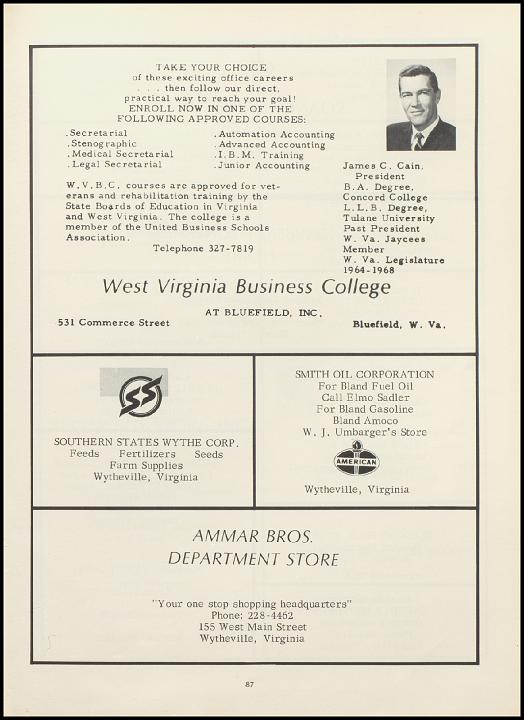 TAKE YOUR CHOICE
of these exciting office careers
. . . then follow our direct,
practical way to reach your goal!
ENROLL NOW IN ONE OF THE
FOLLOWING APPROVED COURSES:
.Secretarial
.Stenographic
.Medical Secretarial
.Legal Secretarial
.Automation Accounting
.Advanced Accounting
.I.B.M. Training
.Junior Accounting
W.V.B.C. courses are approved for vet-
erans and rehabilitation training by the
State Boards of Education in Virginia
and West Virginia. The college is a
member of the United Business Schools
Association.
Telephone 327-7819
James C. Cain,
President
B.A. Degree,
Concord College
L.L.B. Degree,
Tulane University
Past President
W. Va. Jaycees
Member
W. Va. Legislature
1964-1968
West Virginia Business College
AT BLUEFIELD, INC.
531 Commerce Street
Bluefield, W. Va.
SS
SOUTHERN STATES WYTHE CORP.
Feeds Fertilizers Seeds
Farm Supplies
Wytheville, Virginia
SMITH OIL CORPORATION
For Bland Fuel Oil
Call Elmo Sadler
For Bland Gasoline
Bland Amoco
W. J. Umbarger's Store
AMERICAN
Wytheville, Virginia
AMMAR BROS.
DEPARTMENT STORE
"Your one stop shopping headquarters"
Phone: 228-4462
155 West Main Street
Wytheville, Virginia
87